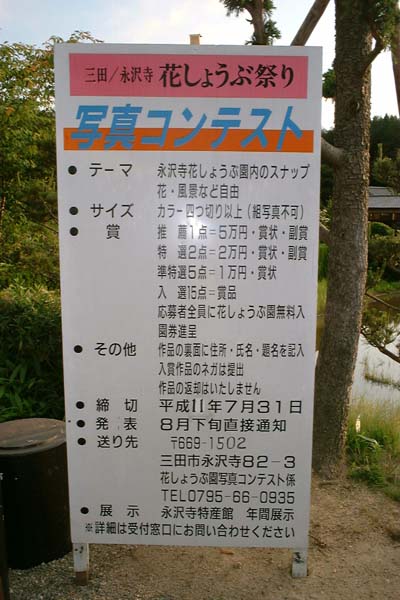 三田/永沢寺 花しょうぶ祭り
写真コンテスト
● テーマ 永沢寺花しょうぶ園内のスナップ
花・風景など自由
● サイズ カラー四つ切り以上(組写真不可)
● 賞 推薦1点=5万円・賞状・副賞
特選2点=2万円・賞状・副賞
準特選5点=1万円・賞状
入選15点=賞品
応募者全員に花しょうぶ園無料入
園券進呈
● その他 作品の裏面に住所・氏名・題名を記入
入賞作品のネガは提出
作品の返却はいたしません
● 締切 平成11年7月31日
● 発表 8月下旬直接通知
● 送り先 〒669-1502
三田市永沢寺82-3
花しょうぶ園写真コンテスト係
TEL0795-66-0935
● 展示 永沢寺特産館 年間展示
※詳細は受付窓口にお問い合わせください